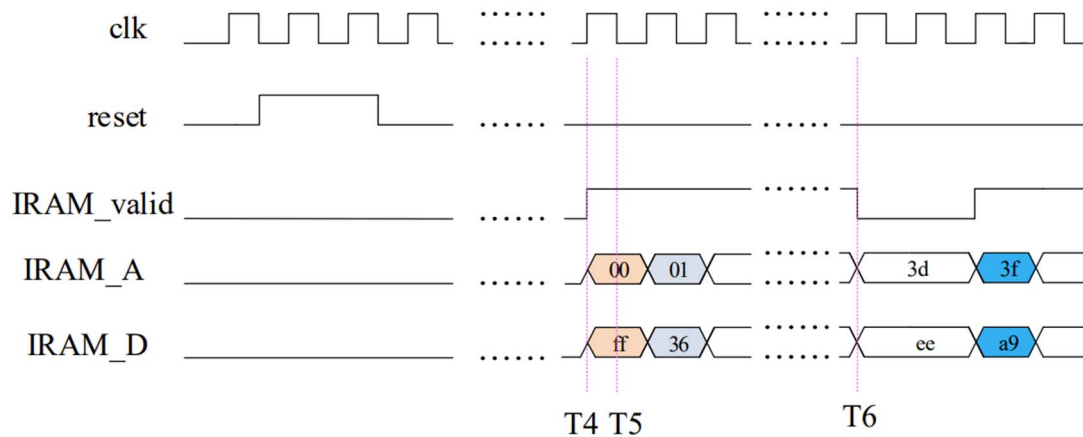 clk
reset
IRAM_valid
IRAM_A 00 01 3d 3f
IRAM_D ff 36 ee a9
T4 T5 T6